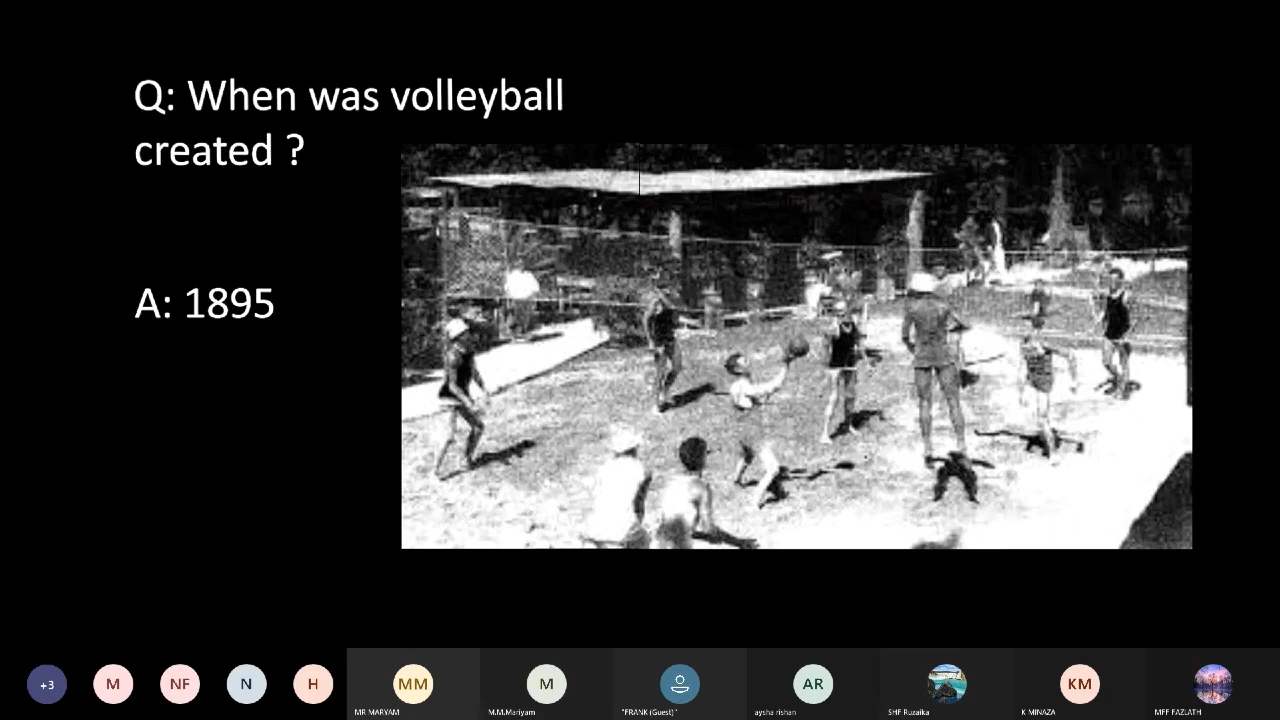 Q: When was volleyball
created ?
A: 1895
+3
M
NF
N
H
MM
M
AR
KM
MR MARYAM
M.M.Mariyam
"FRANK (Guest)"
aysha rishan
SHF Ruzaika
K MINAZA
MFF FAZLATH